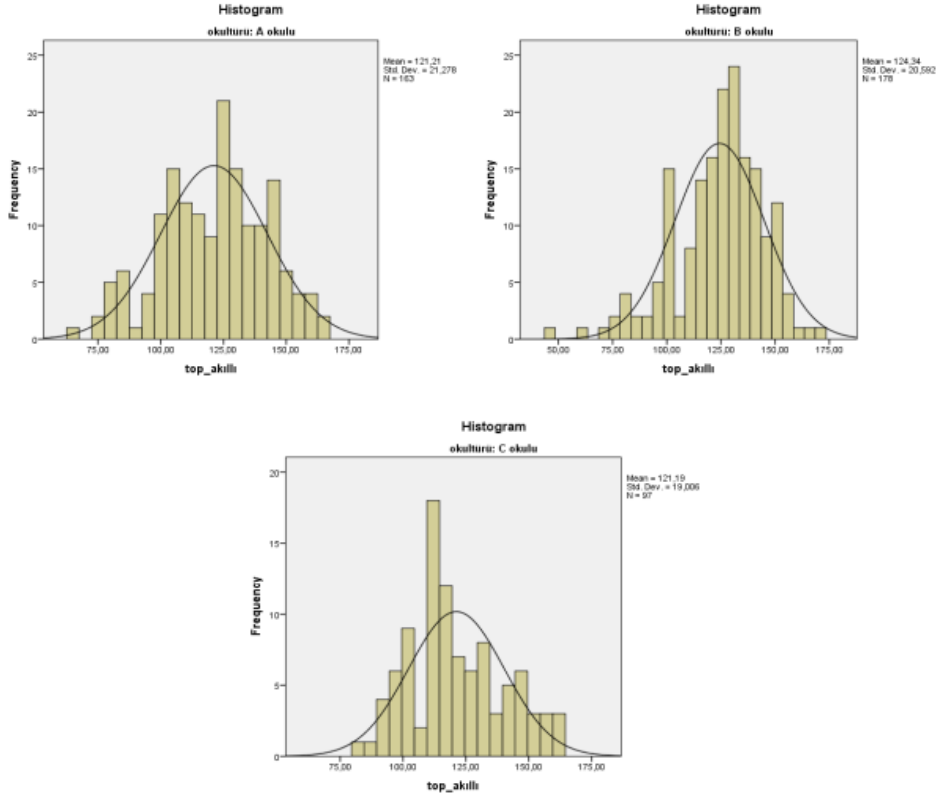 Histogram
okulturu: A okulu
Mean = 121,21
Std. Dev. = 21,278
N = 163
25
20
15
10
5
0
Frequency
75,00 100,00 125,00 150,00 175,00
top_akıllı
Histogram
okulturu: B okulu
Mean = 124,34
Std. Dev. = 20,592
N = 178
25
20
15
10
5
0
Frequency
50,00 75,00 100,00 125,00 150,00 175,00
top_akıllı
Histogram
okulturu: C okulu
Mean = 121,19
Std. Dev. = 19,006
N = 97
20
15
10
5
0
Frequency
75,00 100,00 125,00 150,00 175,00
top_akıllı